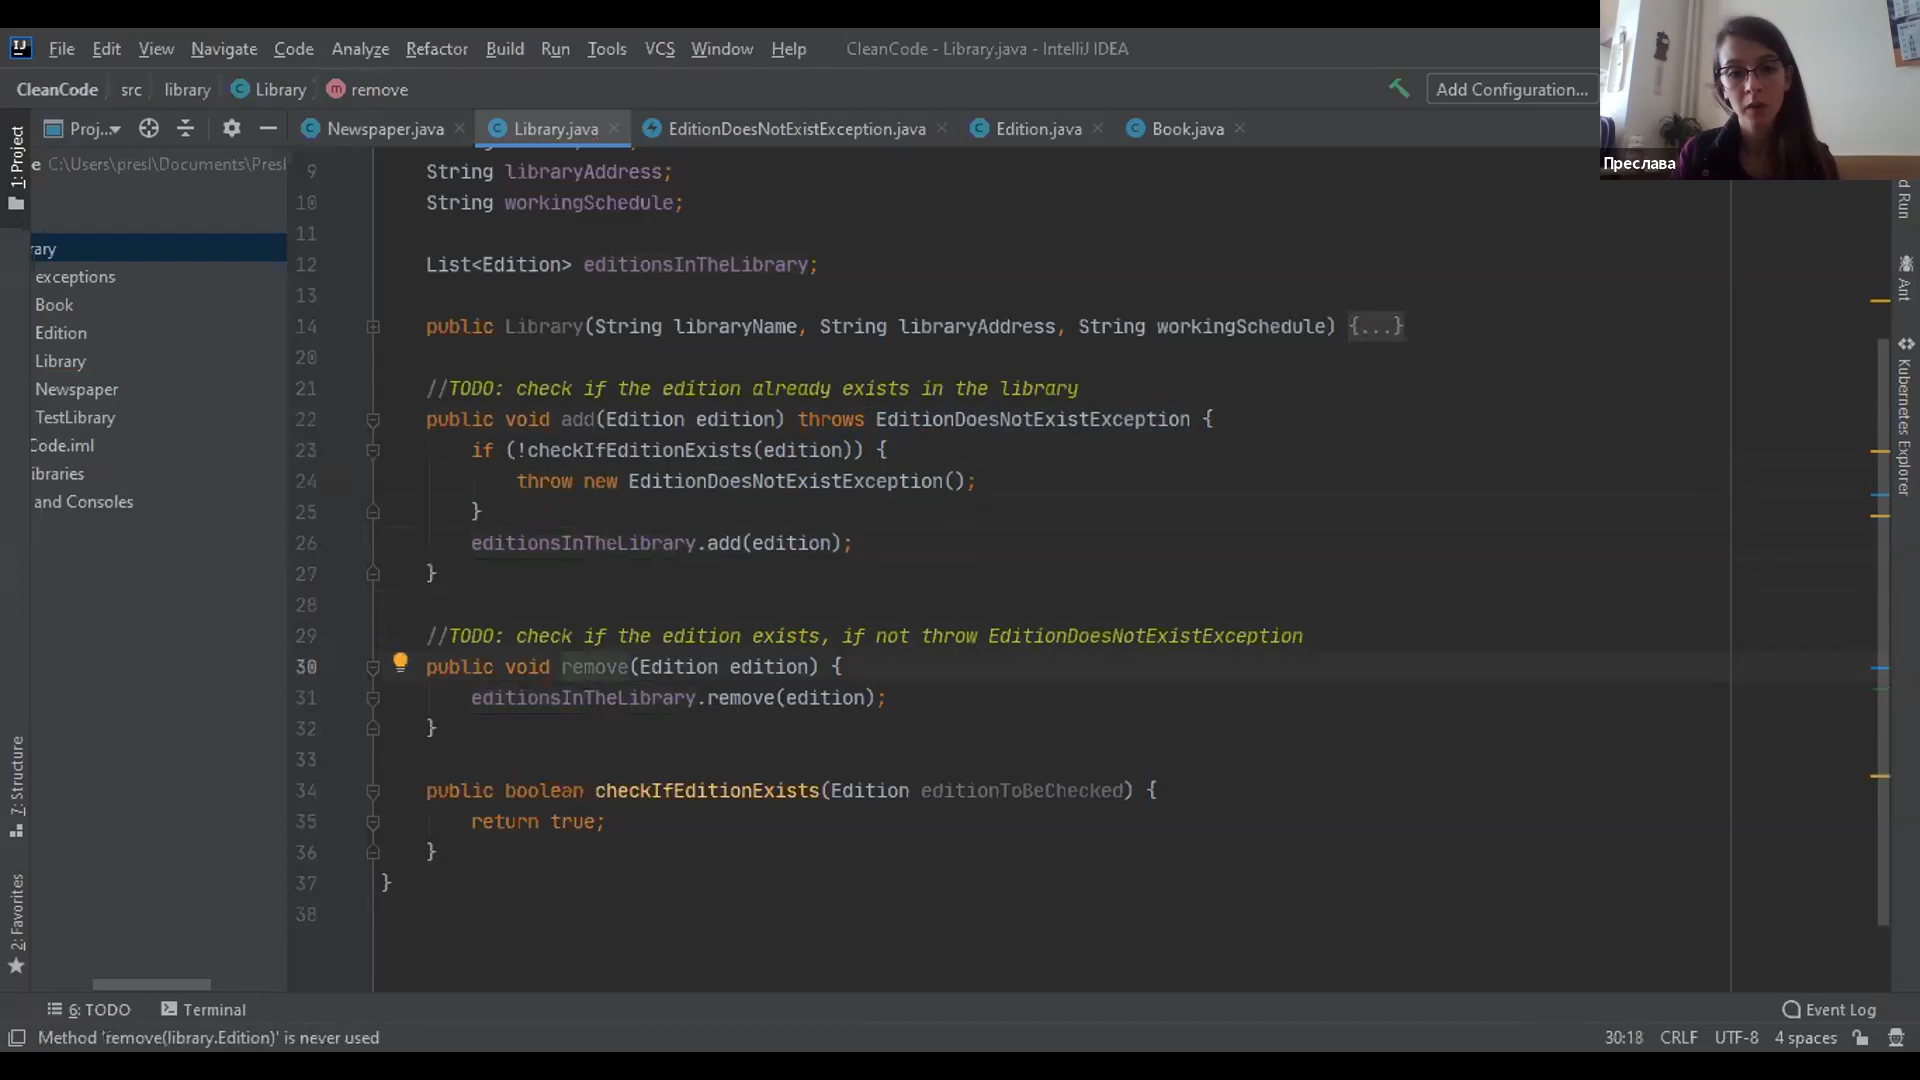 File Edit View Navigate Code Analyze Refactor Build Run Tools VCS Window Help CleanCode - Library.java - IntelliJ IDEA
CleanCode src library Library remove Add Configuration...
Преслава
Proj... Newspaper.java Library.java EditionDoesNotExistException.java Edition.java Book.java
1: Project
e C:\Users\presl\Documents\Presl
rary
exceptions
Book
Edition
Library
Newspaper
TestLibrary
Code.iml
ibraries
and Consoles
7: Structure
2: Favorites
9 String libraryAddress;
10 String workingSchedule;
11
12 List<Edition> editionsInTheLibrary;
13
14 public Library(String libraryName, String libraryAddress, String workingSchedule) {...}
20
21 //TODO: check if the edition already exists in the library
22 public void add(Edition edition) throws EditionDoesNotExistException {
23 if (!checkIfEditionExists(edition)) {
24 throw new EditionDoesNotExistException();
25 }
26 editionsInTheLibrary.add(edition);
27 }
28
29 //TODO: check if the edition exists, if not throw EditionDoesNotExistException
30 public void remove(Edition edition) {
31 editionsInTheLibrary.remove(edition);
32 }
33
34 public boolean checkIfEditionExists(Edition editionToBeChecked) {
35 return true;
36 }
37 }
38
d Run
Ant
Kubernetes Explorer
6: TODO Terminal Event Log
Method 'remove(library.Edition)' is never used 30:18 CRLF UTF-8 4 spaces